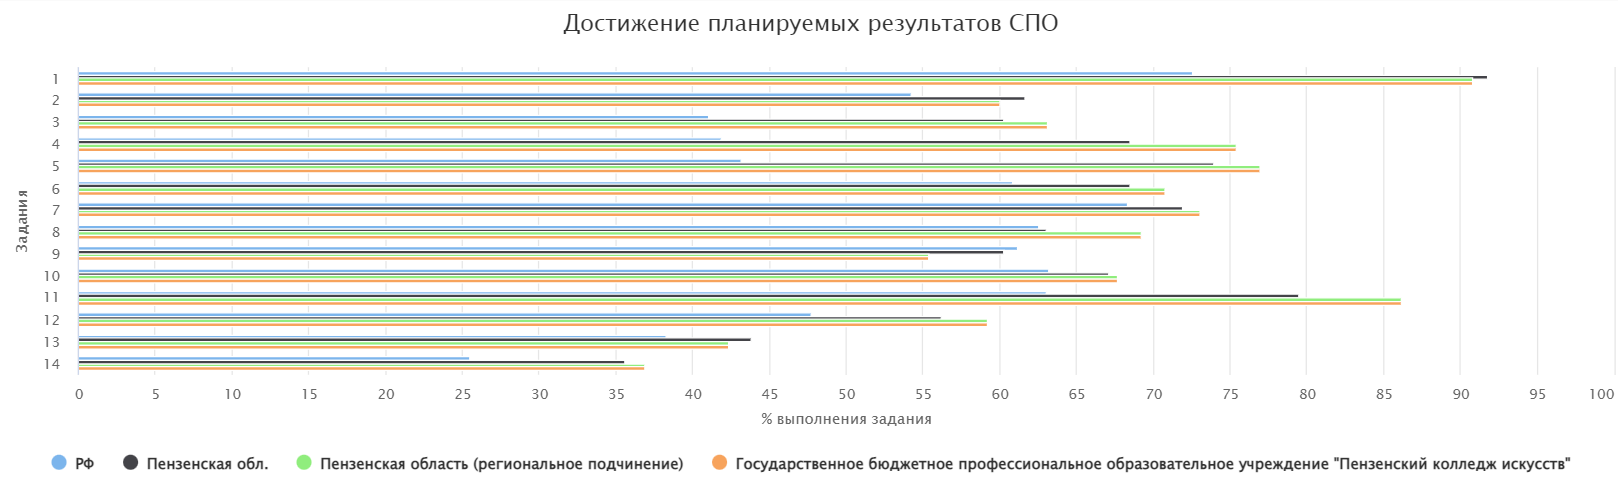 Достижение планируемых результатов СПО
Задания
1
2
3
4
5
6
7
8
9
10
11
12
13
14
0 5 10 15 20 25 30 35 40 45 50 55 60 65 70 75 80 85 90 95 100
% выполнения задания
РФ Пензенская обл. Пензенская область (региональное подчинение) Государственное бюджетное профессиональное образовательное учреждение "Пензенский колледж искусств"